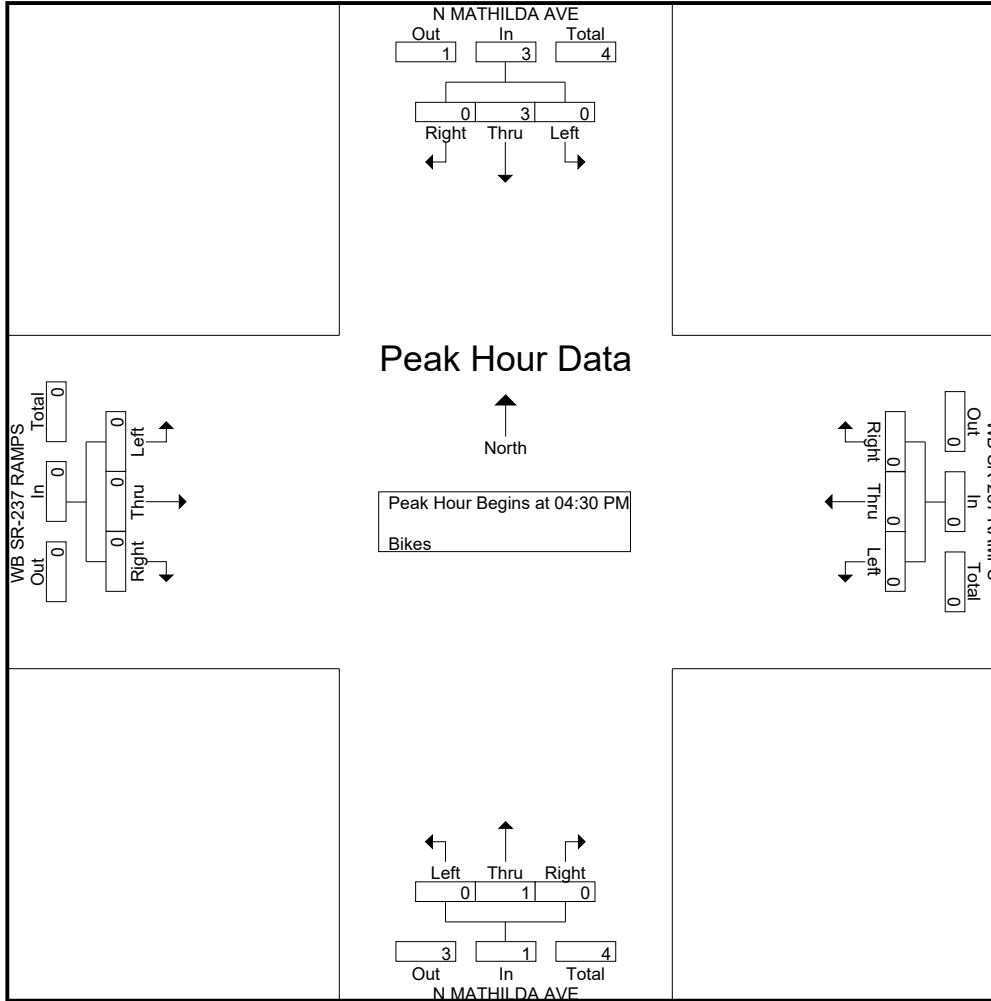 N MATHILDA AVE
Out In Total
1 3 4
0 3 0
Right Thru Left
Peak Hour Data
North
Peak Hour Begins at 04:30 PM
Bikes
WB SR-237 RAMPS
Total In Out
0 0 0
0 0 0
Left Thru Right
Right Thru Left
0 0 0
Out In Total
0 0 0
Left Thru Right
0 1 0
3 1 4
Out In Total
N MATHILDA AVE